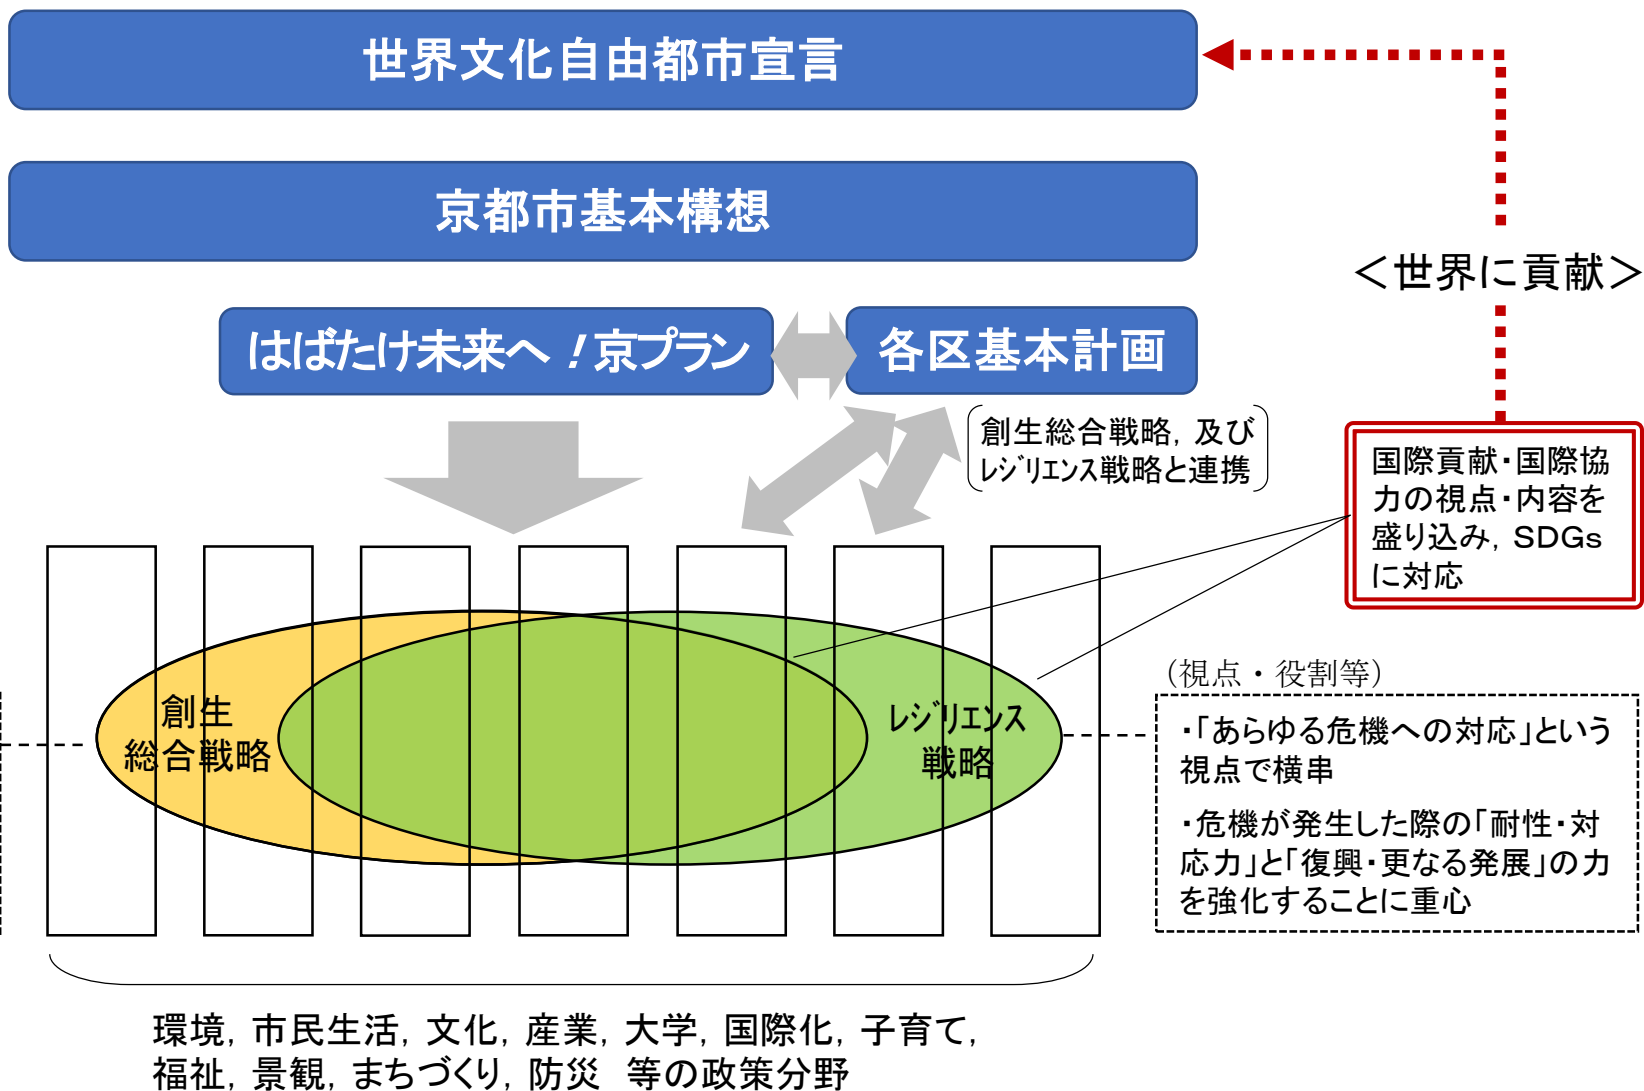 世界文化自由都市宣言
京都市基本構想
＜世界に貢献＞
はばたけ未来へ！京プラン
各区基本計画
創生総合戦略，及び
レジリエンス戦略と連携
国際貢献・国際協
力の視点・内容を
盛り込み，SDGs
に対応
創生
総合戦略
レジリエンス
戦略
（視点・役割等）
・「あらゆる危機への対応」という
視点で横串
・危機が発生した際の「耐性・対
応力」と「復興・更なる発展」の力
を強化することに重心
環境，市民生活，文化，産業，大学，国際化，子育て，
福祉，景観，まちづくり，防災　等の政策分野